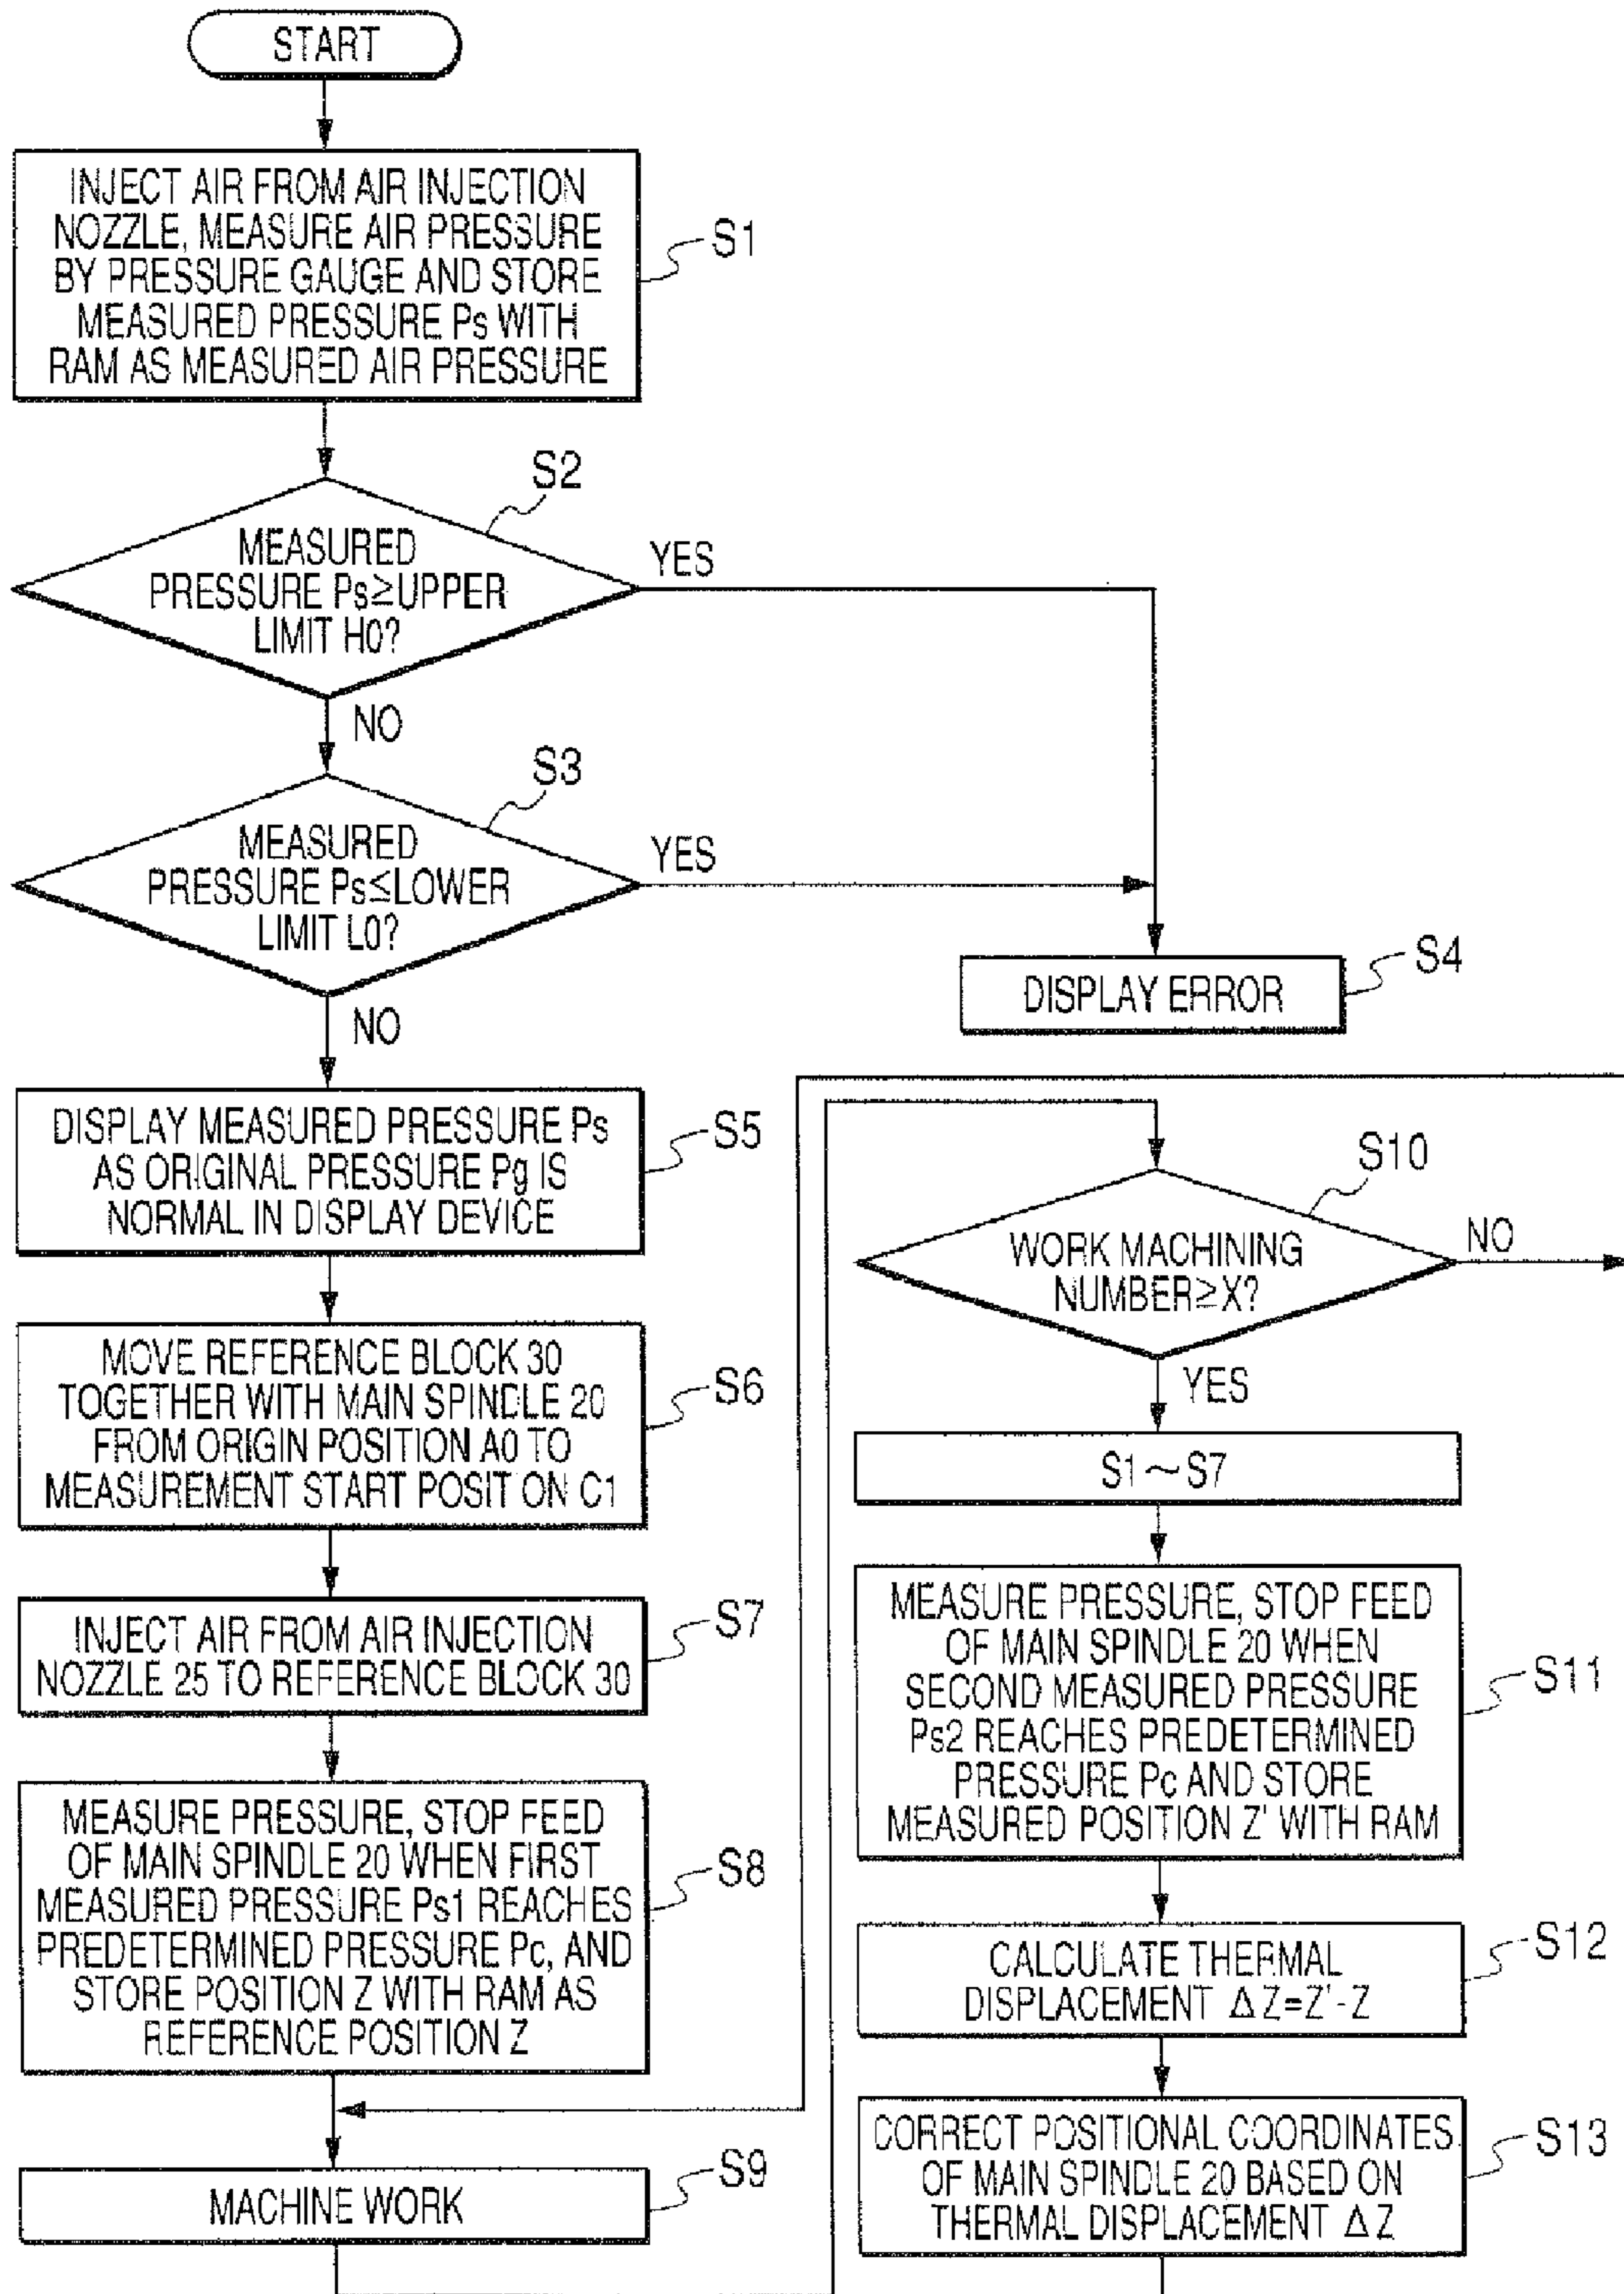 START
INJECT AIR FROM AIR INJECTION
NOZZLE, MEASURE AIR PRESSURE
BY PRESSURE GAUGE AND STORE
MEASURED PRESSURE Ps WITH
RAM AS MEASURED AIR PRESSURE
S1
S2
MEASURED
PRESSURE Ps≥UPPER
LIMIT H0?
YES
NO
S3
MEASURED
PRESSURE Ps≤LOWER
LIMIT L0?
YES
NO
S4
DISPLAY ERROR
DISPLAY MEASURED PRESSURE Ps
AS ORIGINAL PRESSURE Pg IS
NORMAL IN DISPLAY DEVICE
S5
MOVE REFERENCE BLOCK 30
TOGETHER WITH MAIN SPINDLE 20
FROM ORIGIN POSITION A0 TO
MEASUREMENT START POSIT ON C1
S6
INJECT AIR FROM AIR INJECTION
NOZZLE 25 TO REFERENCE BLOCK 30
S7
MEASURE PRESSURE, STOP FEED
OF MAIN SPINDLE 20 WHEN FIRST
MEASURED PRESSURE Ps1 REACHES
PREDETERMINED PRESSURE Pc, AND
STORE POSITION Z WITH RAM AS
REFERENCE POSITION Z
S8
MACHINE WORK
S9
S10
WORK MACHINING
NUMBER≥X?
NO
YES
S1～S7
MEASURE PRESSURE, STOP FEED
OF MAIN SPINDLE 20 WHEN
SECOND MEASURED PRESSURE
Ps2 REACHES PREDETERMINED
PRESSURE Pc AND STORE
MEASURED POSITION Z' WITH RAM
S11
CALCULATE THERMAL
DISPLACEMENT ΔZ=Z'-Z
S12
CORRECT POSITIONAL COORDINATES
OF MAIN SPINDLE 20 BASED ON
THERMAL DISPLACEMENT ΔZ
S13